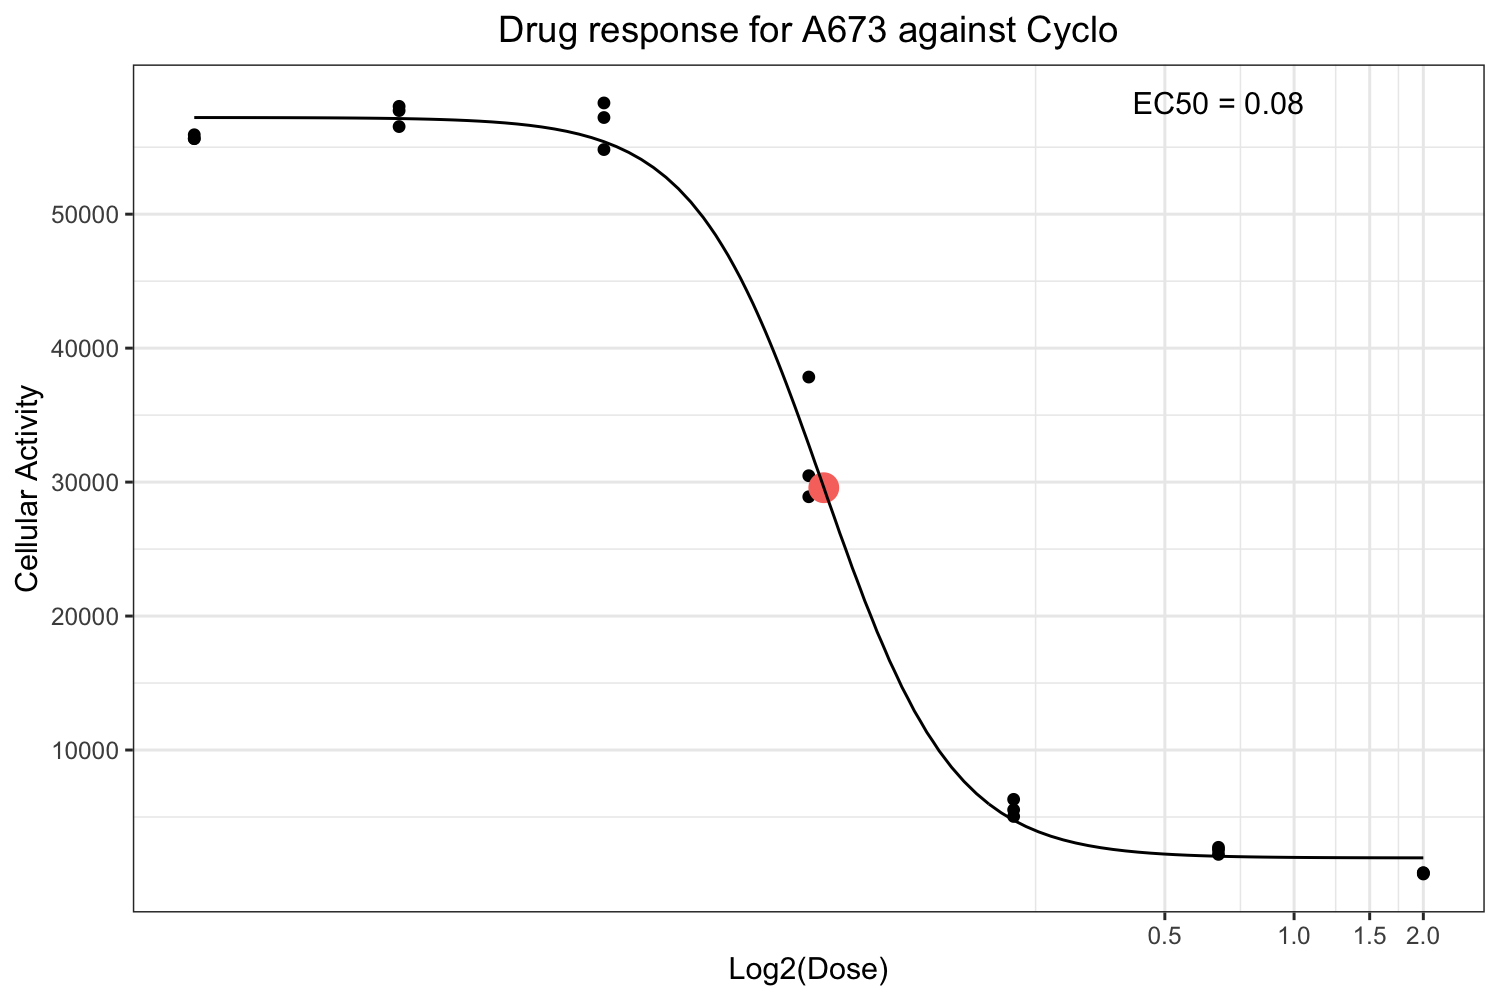 Drug response for A673 against Cyclo
EC50 = 0.08
50000
40000
30000
20000
10000
Cellular Activity
0.5 1.0 1.5 2.0
Log2(Dose)